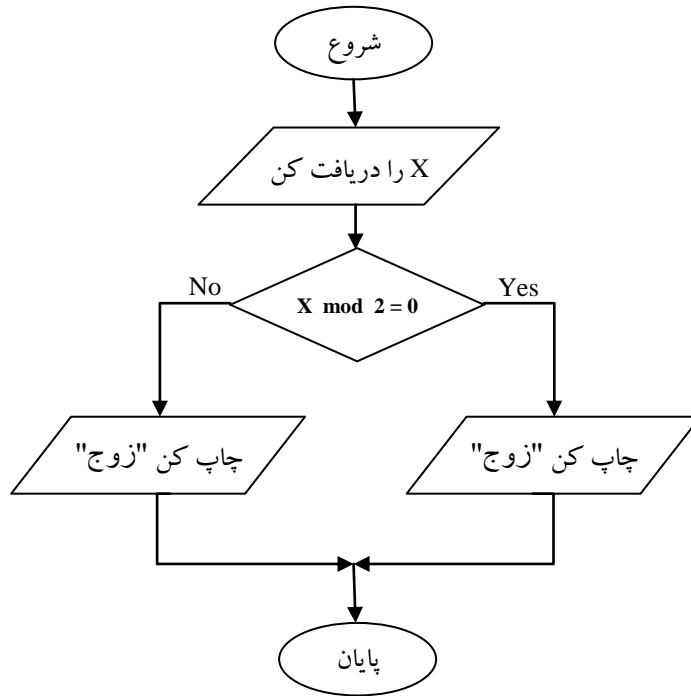 شروع
X را دریافت کن
No
Yes
X mod 2 = 0
چاپ کن "زوج"
چاپ کن "زوج"
پایان